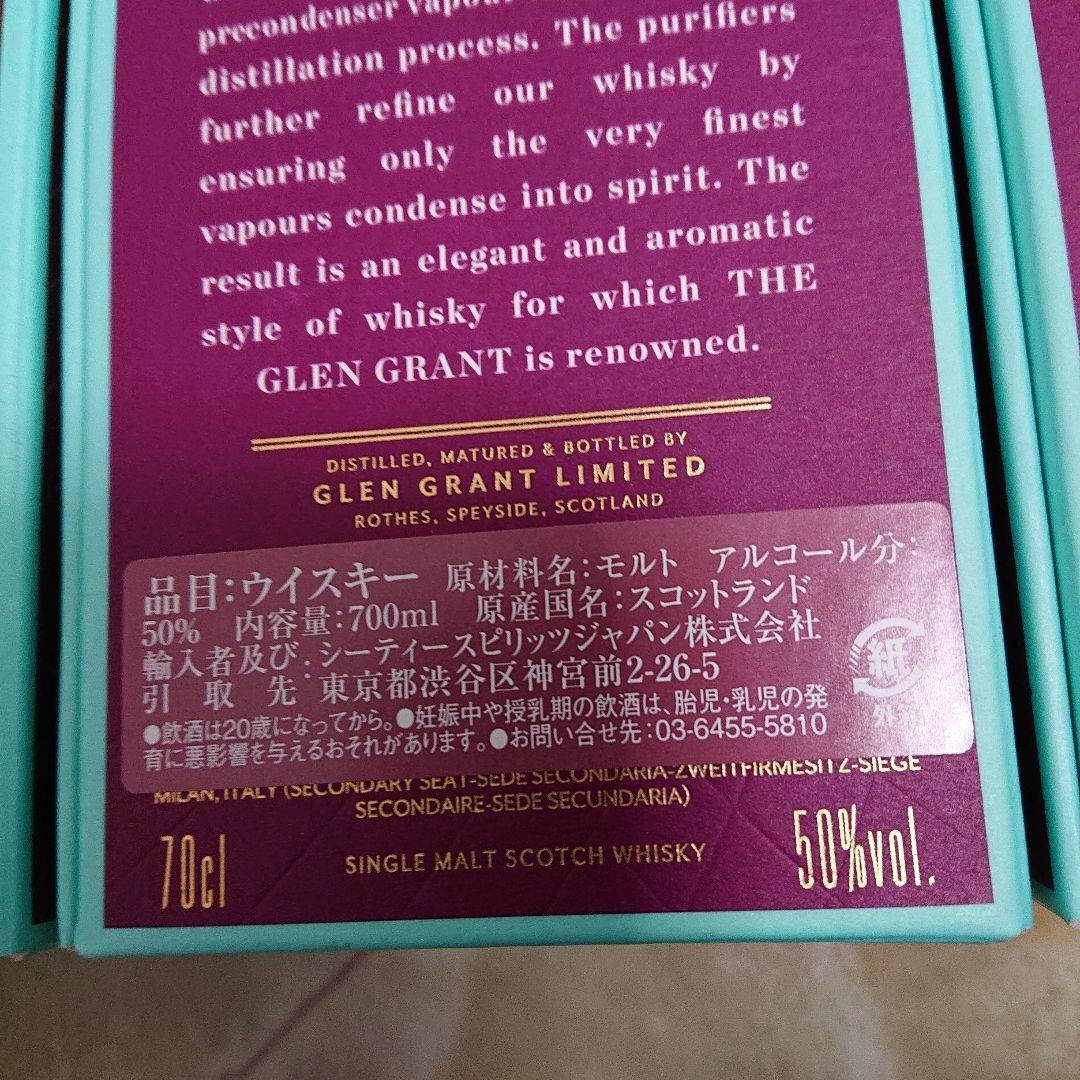 precondenser vapour
distillation process. The purifiers
further refine our whisky by
ensuring only the very finest
vapours condense into spirit. The
result is an elegant and aromatic
style of whisky for which THE
GLEN GRANT is renowned.
DISTILLED, MATURED & BOTTLED BY
GLEN GRANT LIMITED
ROTHES, SPEYSIDE, SCOTLAND
品目:ウイスキー 原材料名:モルト アルコール分:
50% 内容量:700ml 原産国名:スコットランド
輸入者及び:シーティースピリッツジャパン株式会社
引取先 東京都渋谷区神宮前2-26-5
●飲酒は20歳になってから。●妊娠中や授乳期の飲酒は、胎児・乳児の発
育に悪影響を与えるおそれがあります。●お問い合せ先:03-6455-5810
紙
外箱
MILAN, ITALY (SECONDARY SEAT-SEDE SECONDARIA-ZWEITFIRMESITZ-SIEGE
SECONDAIRE-SEDE SECUNDARIA)
70cl
SINGLE MALT SCOTCH WHISKY
50%vol.